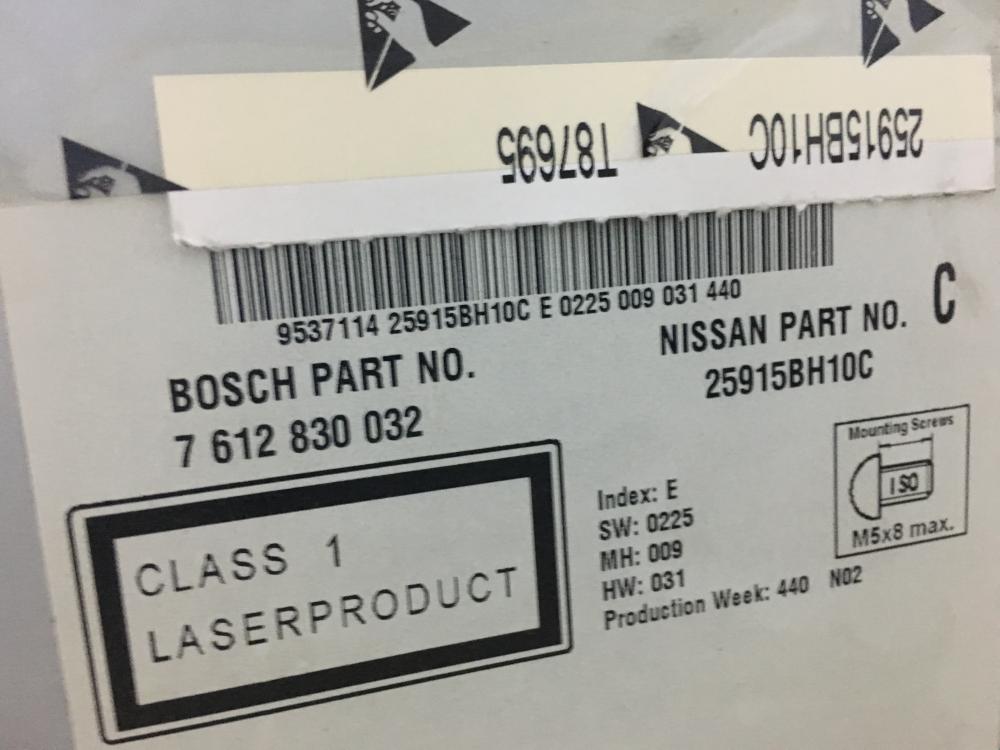 T87695
25915BH10C
9537114 25915BH10C E 0225 009 031 440
BOSCH PART NO.
7 612 830 032
NISSAN PART NO. C
25915BH10C
CLASS 1
LASERPRODUCT
Index: E
SW: 0225
MH: 009
HW: 031
Production Week: 440 N02
Mounting Screws
ISO
M5x8 max.